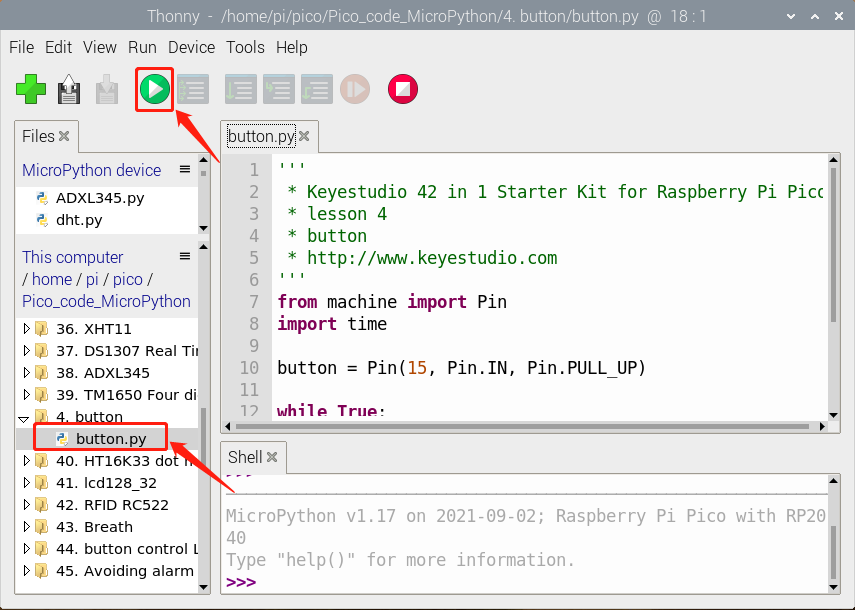 Thonny - /home/pi/pico/Pico_code_MicroPython/4. button/button.py @ 18 : 1
File Edit View Run Device Tools Help
Files
MicroPython device
ADXL345.py
dht.py
This computer
/ home / pi / pico /
Pico_code_MicroPython
36. XHT11
37. DS1307 Real Ti
38. ADXL345
39. TM1650 Four di
4. button
button.py
40. HT16K33 dot
41. lcd128_32
42. RFID RC522
43. Breath
44. button control L
45. Avoiding alarm
button.py
1 '''
2 * Keyestudio 42 in 1 Starter Kit for Raspberry Pi Pico
3 * lesson 4
4 * button
5 * http://www.keyestudio.com
6 '''
7 from machine import Pin
8 import time
9
10 button = Pin(15, Pin.IN, Pin.PULL_UP)
11
12 while True:
Shell
>>>
MicroPython v1.17 on 2021-09-02; Raspberry Pi Pico with RP20
40
Type "help()" for more information.
>>>